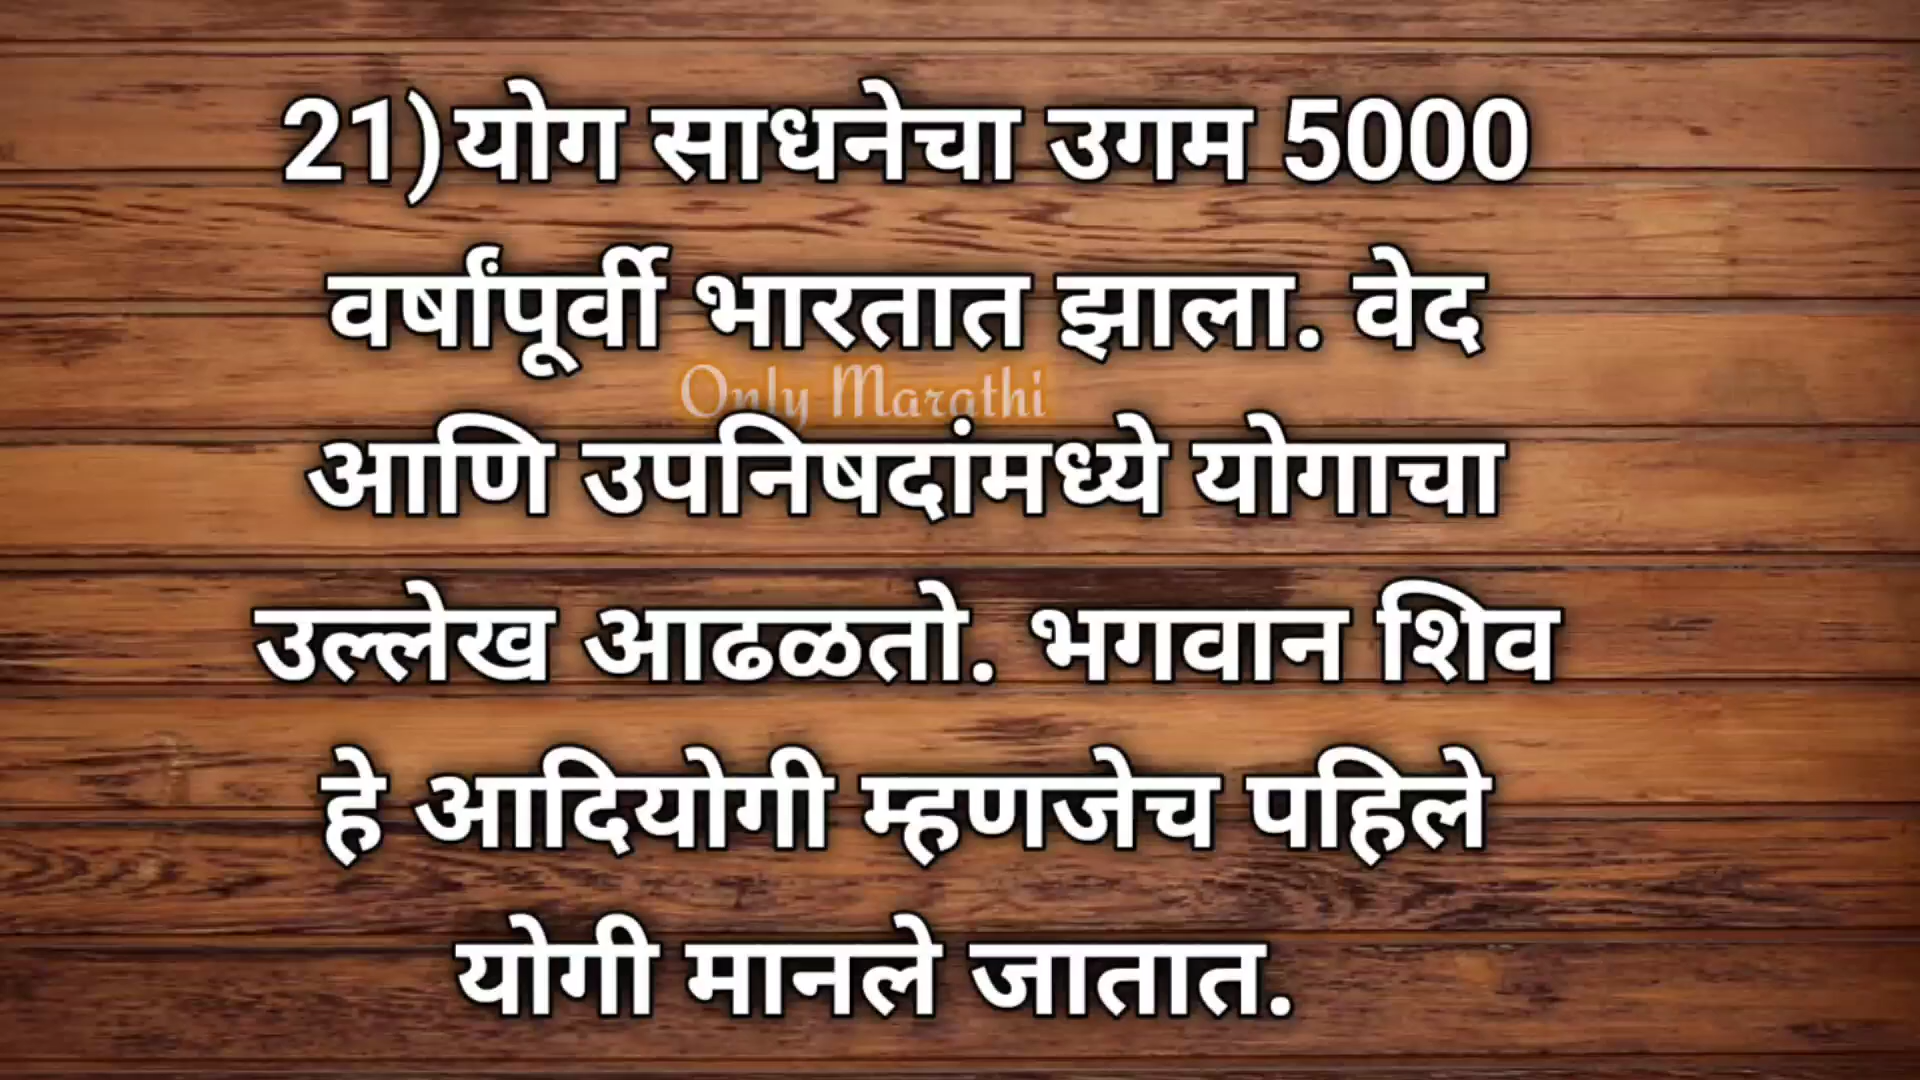 21)योग साधनेचा उगम 5000
वर्षांपूर्वी भारतात झाला. वेद
Only Marathi
आणि उपनिषदांमध्ये योगाचा
उल्लेख आढळतो. भगवान शिव
हे आदियोगी म्हणजेच पहिले
योगी मानले जातात.